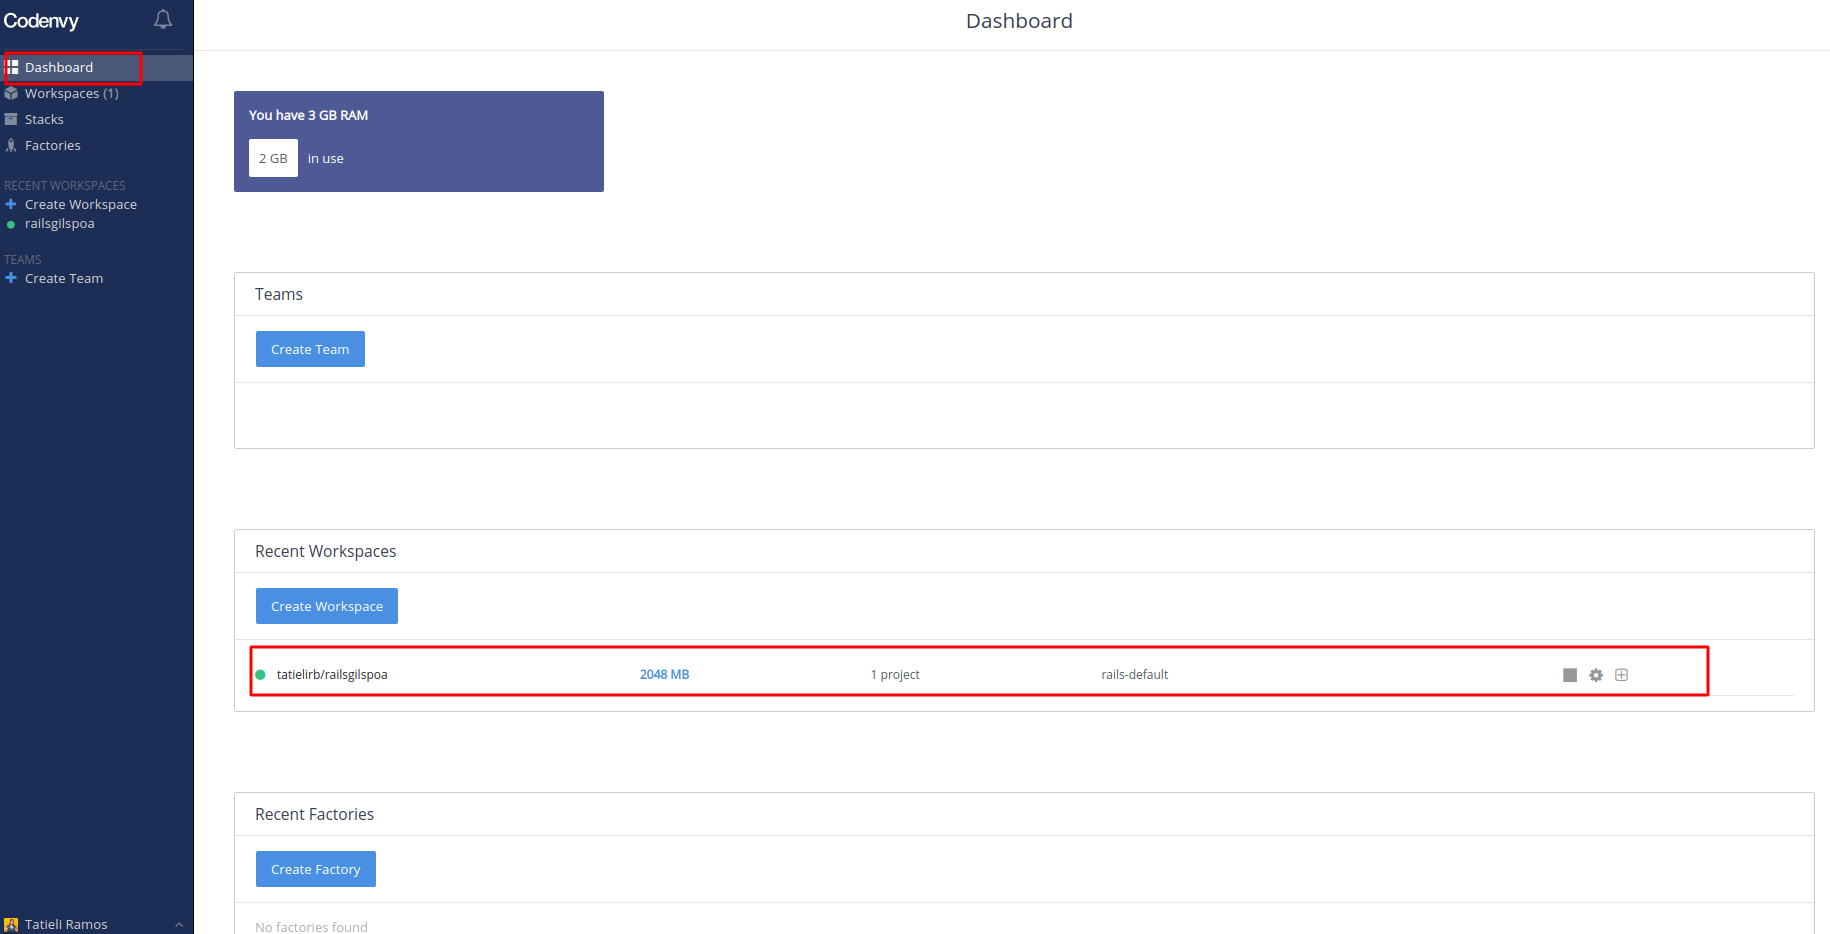 Codenvy
Dashboard
Workspaces (1)
Stacks
Factories
RECENT WORKSPACES
Create Workspace
railsgilspoa
TEAMS
Create Team
Tatieli Ramos
Dashboard
You have 3 GB RAM
2 GB in use
Teams
Create Team
Recent Workspaces
Create Workspace
tatielirb/railsgilspoa 2048 MB 1 project rails-default
Recent Factories
Create Factory
No factories found